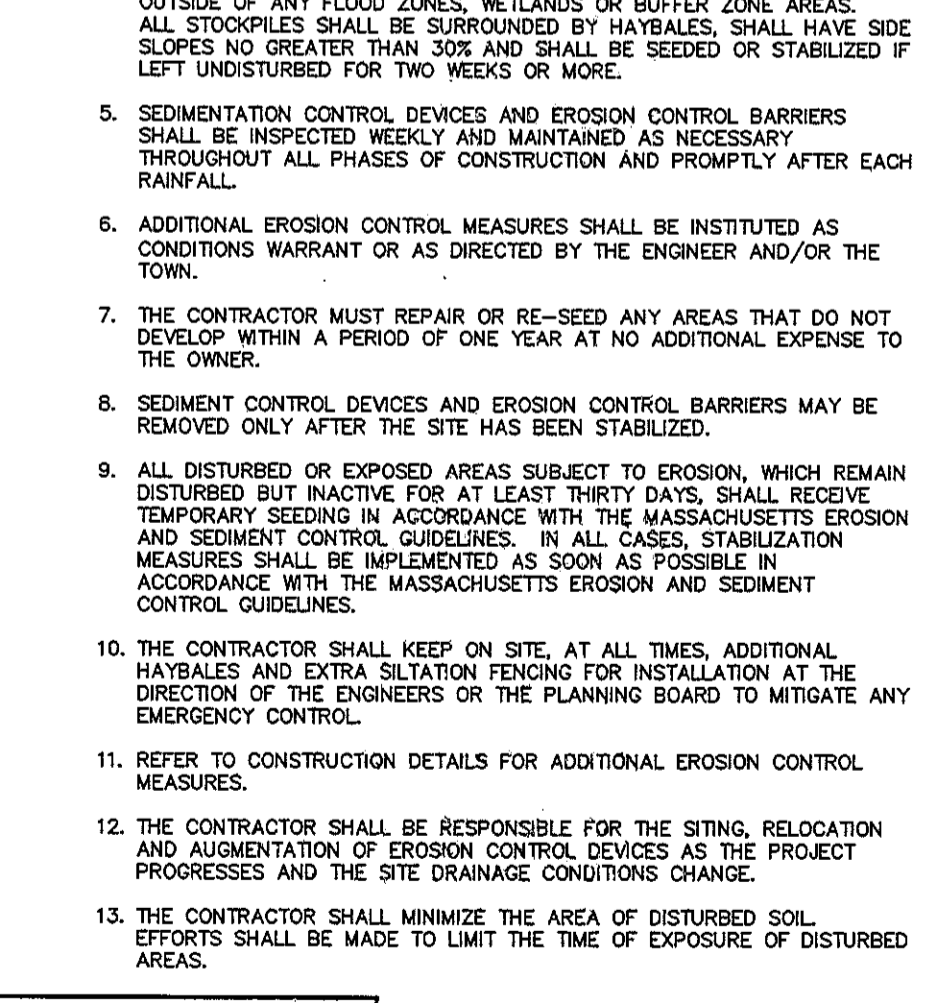 OUTSIDE OF ANY FLOOD ZONES, WETLANDS OR BUFFER ZONE AREAS.
ALL STOCKPILES SHALL BE SURROUNDED BY HAYBALES, SHALL HAVE SIDE
SLOPES NO GREATER THAN 30% AND SHALL BE SEEDED OR STABILIZED IF
LEFT UNDISTURBED FOR TWO WEEKS OR MORE.
5. SEDIMENTATION CONTROL DEVICES AND EROSION CONTROL BARRIERS
SHALL BE INSPECTED WEEKLY AND MAINTAINED AS NECESSARY
THROUGHOUT ALL PHASES OF CONSTRUCTION AND PROMPTLY AFTER EACH
RAINFALL.
6. ADDITIONAL EROSION CONTROL MEASURES SHALL BE INSTITUTED AS
CONDITIONS WARRANT OR AS DIRECTED BY THE ENGINEER AND/OR THE
TOWN.
7. THE CONTRACTOR MUST REPAIR OR RE-SEED ANY AREAS THAT DO NOT
DEVELOP WITHIN A PERIOD OF ONE YEAR AT NO ADDITIONAL EXPENSE TO
THE OWNER.
8. SEDIMENT CONTROL DEVICES AND EROSION CONTROL BARRIERS MAY BE
REMOVED ONLY AFTER THE SITE HAS BEEN STABILIZED.
9. ALL DISTURBED OR EXPOSED AREAS SUBJECT TO EROSION, WHICH REMAIN
DISTURBED BUT INACTIVE FOR AT LEAST THIRTY DAYS, SHALL RECEIVE
TEMPORARY SEEDING IN ACCORDANCE WITH THE MASSACHUSETTS EROSION
AND SEDIMENT CONTROL GUIDELINES. IN ALL CASES, STABILIZATION
MEASURES SHALL BE IMPLEMENTED AS SOON AS POSSIBLE IN
ACCORDANCE WITH THE MASSACHUSETTS EROSION AND SEDIMENT
CONTROL GUIDELINES.
10. THE CONTRACTOR SHALL KEEP ON SITE, AT ALL TIMES, ADDITIONAL
HAYBALES AND EXTRA SILTATION FENCING FOR INSTALLATION AT THE
DIRECTION OF THE ENGINEERS OR THE PLANNING BOARD TO MITIGATE ANY
EMERGENCY CONTROL.
11. REFER TO CONSTRUCTION DETAILS FOR ADDITIONAL EROSION CONTROL
MEASURES.
12. THE CONTRACTOR SHALL BE RESPONSIBLE FOR THE SITING, RELOCATION
AND AUGMENTATION OF EROSION CONTROL DEVICES AS THE PROJECT
PROGRESSES AND THE SITE DRAINAGE CONDITIONS CHANGE.
13. THE CONTRACTOR SHALL MINIMIZE THE AREA OF DISTURBED SOIL.
EFFORTS SHALL BE MADE TO LIMIT THE TIME OF EXPOSURE OF DISTURBED
AREAS.